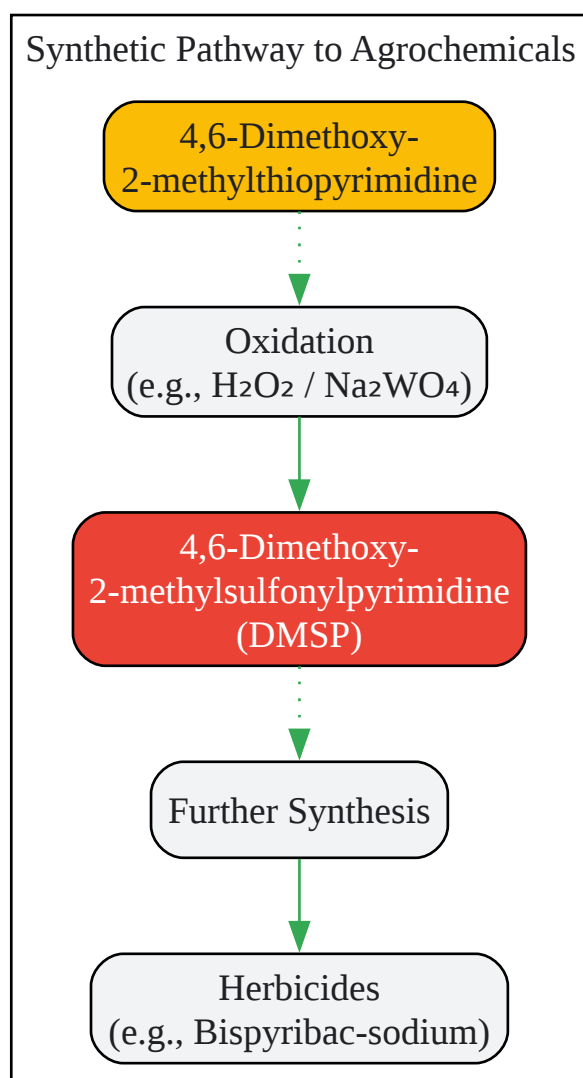 Synthetic Pathway to Agrochemicals
4,6-Dimethoxy-
2-methylthiopyrimidine
Oxidation
(e.g., H₂O₂ / Na₂WO₄)
4,6-Dimethoxy-
2-methylsulfonylpyrimidine
(DMSP)
Further Synthesis
Herbicides
(e.g., Bispyribac-sodium)